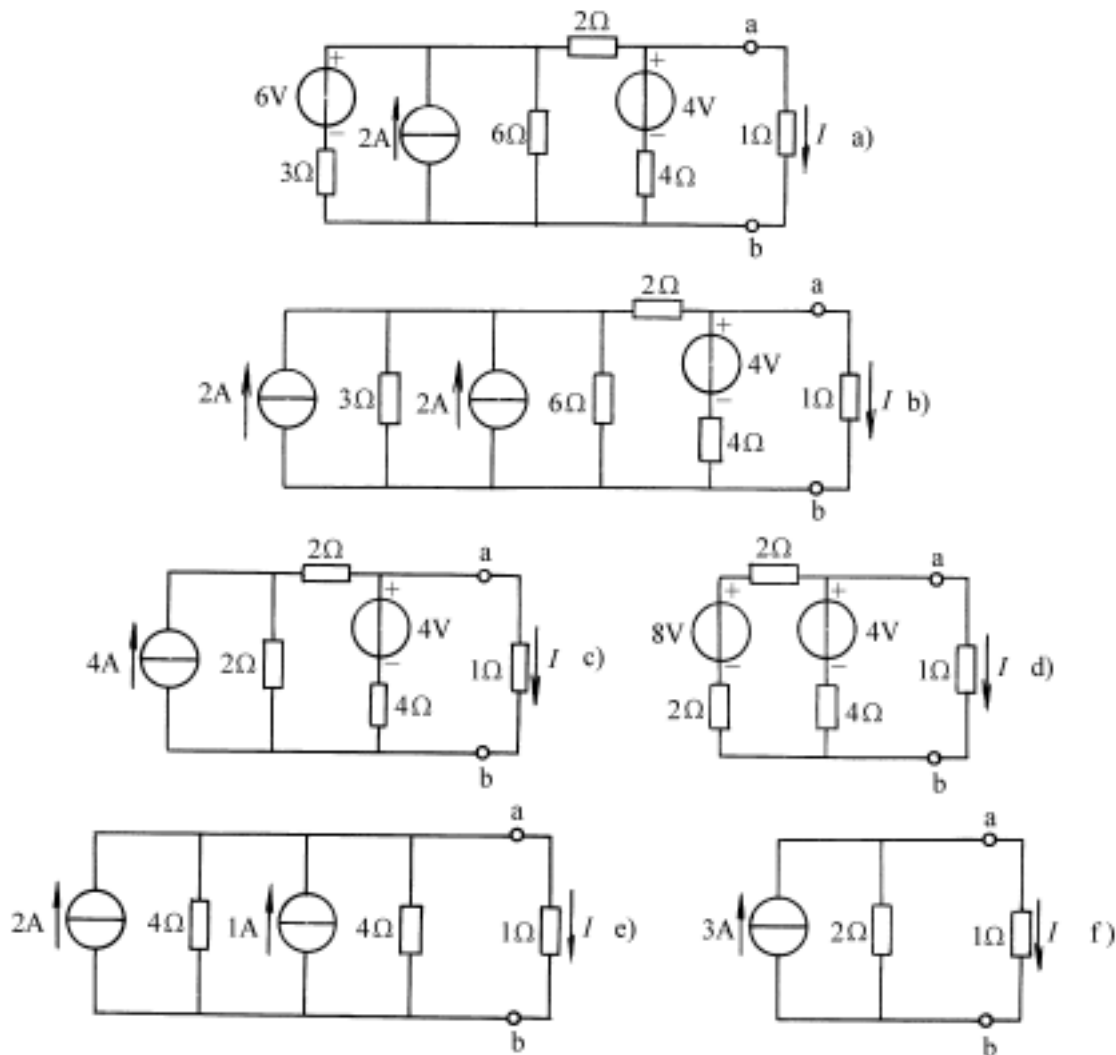 2Ω a
6V + 2A 6Ω + 4V 1Ω I a)
− −
3Ω 4Ω
b
2Ω a
2A 3Ω 2A 6Ω + 4V 1Ω I b)
−
4Ω
b
2Ω a 2Ω a
4A 2Ω + 4V 1Ω I c) 8V + + 4V 1Ω I d)
− − −
4Ω 2Ω 4Ω
b b
a a
2A 4Ω 1A 4Ω 1Ω I e) 3A 2Ω 1Ω I f)
b b